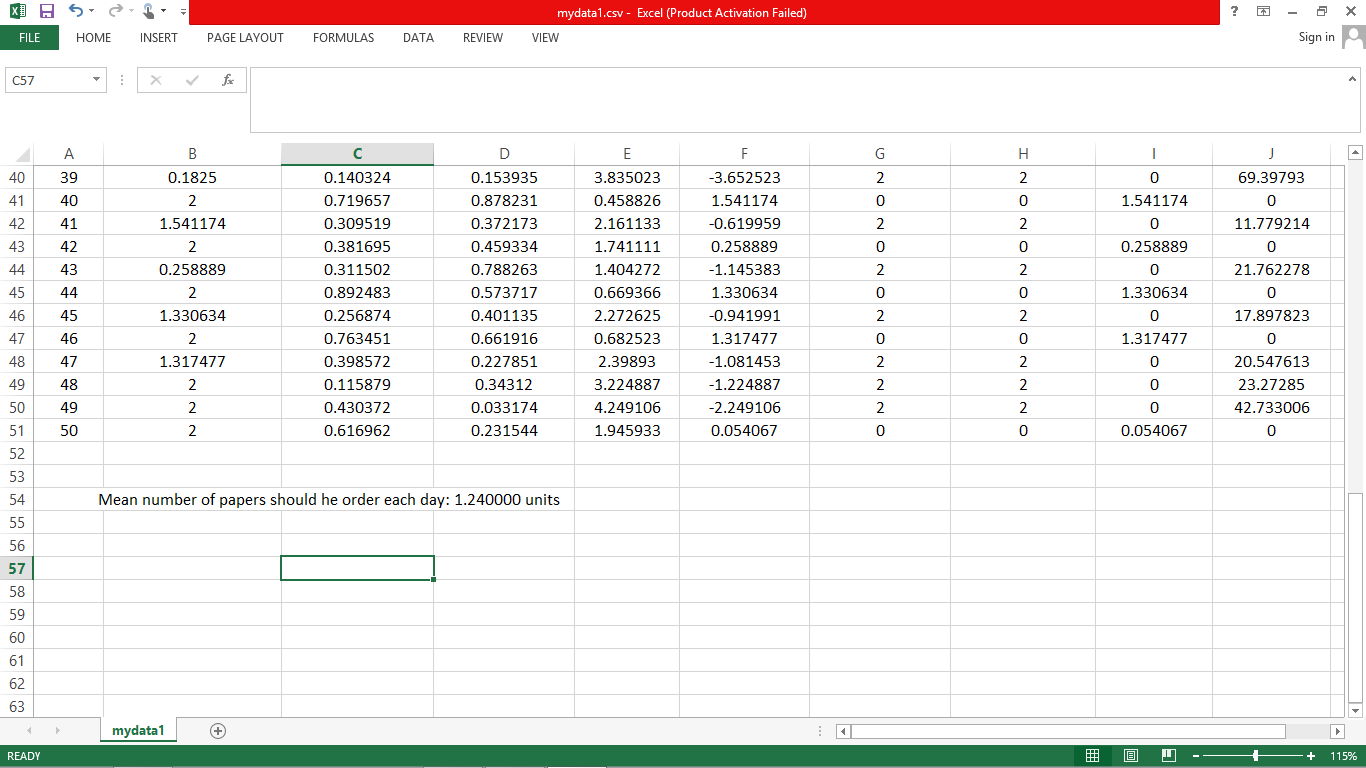 mydata1.csv - Excel (Product Activation Failed)
FILE HOME INSERT PAGE LAYOUT FORMULAS DATA REVIEW VIEW Sign in
C57 fx
A B C D E F G H I J
40 39 0.1825 0.140324 0.153935 3.835023 -3.652523 2 2 0 69.39793
41 40 2 0.719657 0.878231 0.458826 1.541174 0 0 1.541174 0
42 41 1.541174 0.309519 0.372173 2.161133 -0.619959 2 2 0 11.779214
43 42 2 0.381695 0.459334 1.741111 0.258889 0 0 0.258889 0
44 43 0.258889 0.311502 0.788263 1.404272 -1.145383 2 2 0 21.762278
45 44 2 0.892483 0.573717 0.669366 1.330634 0 0 1.330634 0
46 45 1.330634 0.256874 0.401135 2.272625 -0.941991 2 2 0 17.897823
47 46 2 0.763451 0.661916 0.682523 1.317477 0 0 1.317477 0
48 47 1.317477 0.398572 0.227851 2.39893 -1.081453 2 2 0 20.547613
49 48 2 0.115879 0.34312 3.224887 -1.224887 2 2 0 23.27285
50 49 2 0.430372 0.033174 4.249106 -2.249106 2 2 0 42.733006
51 50 2 0.616962 0.231544 1.945933 0.054067 0 0 0.054067 0
52
53
54 Mean number of papers should he order each day: 1.240000 units
55
56
57
58
59
60
61
62
63
mydata1
READY 115%